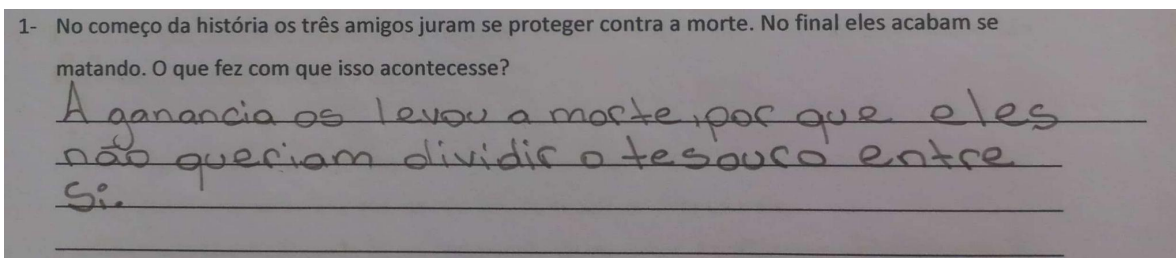 1- No começo da história os três amigos juram se proteger contra a morte. No final eles acabam se
matando. O que fez com que isso acontecesse?
A ganancia os levou a morte, por que eles
não queriam dividir o tesouro entre
si.